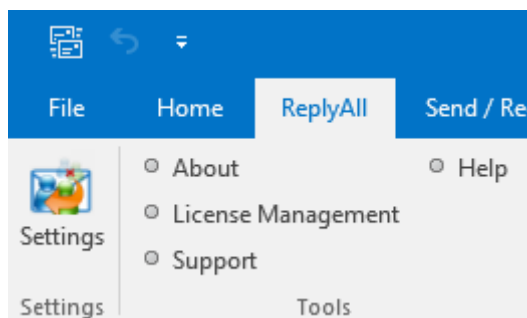 File Home ReplyAll Send / Re
About Help
License Management
Settings
Support
Settings Tools